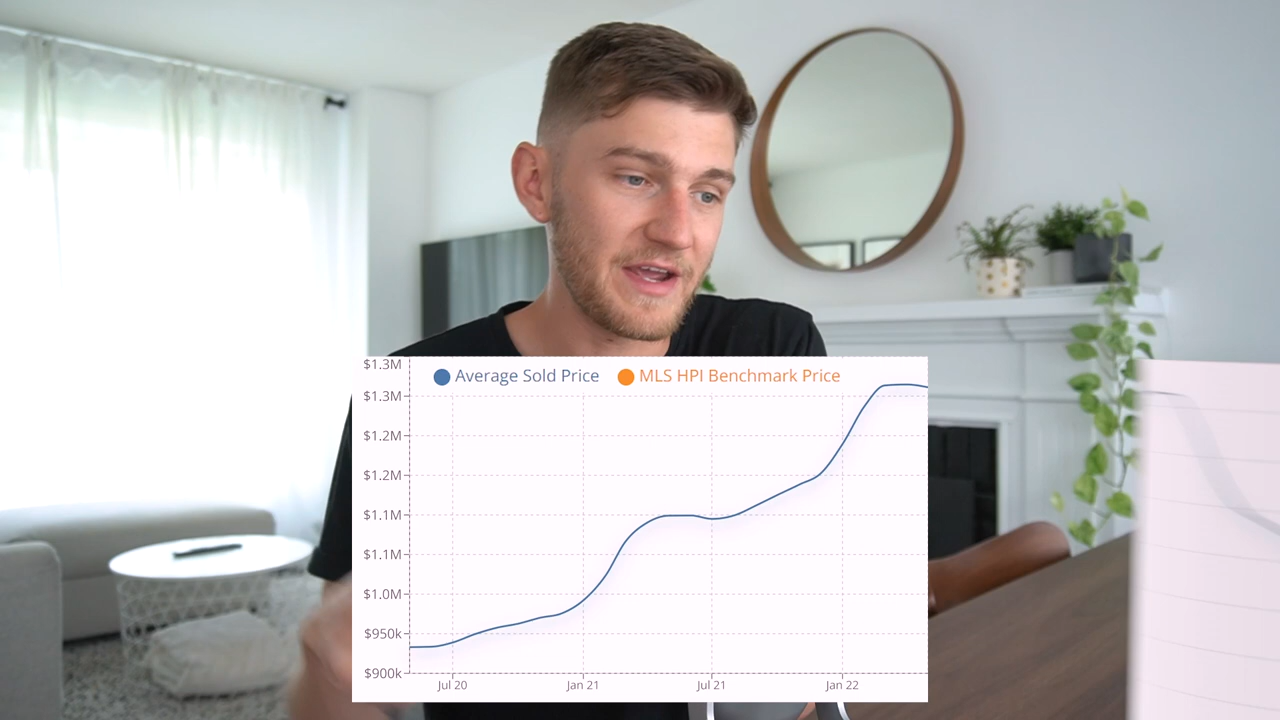 $1.3M
Average Sold Price MLS HPI Benchmark Price
$1.3M
$1.2M
$1.2M
$1.1M
$1.1M
$1.0M
$950k
$900k
Jul 20 Jan 21 Jul 21 Jan 22